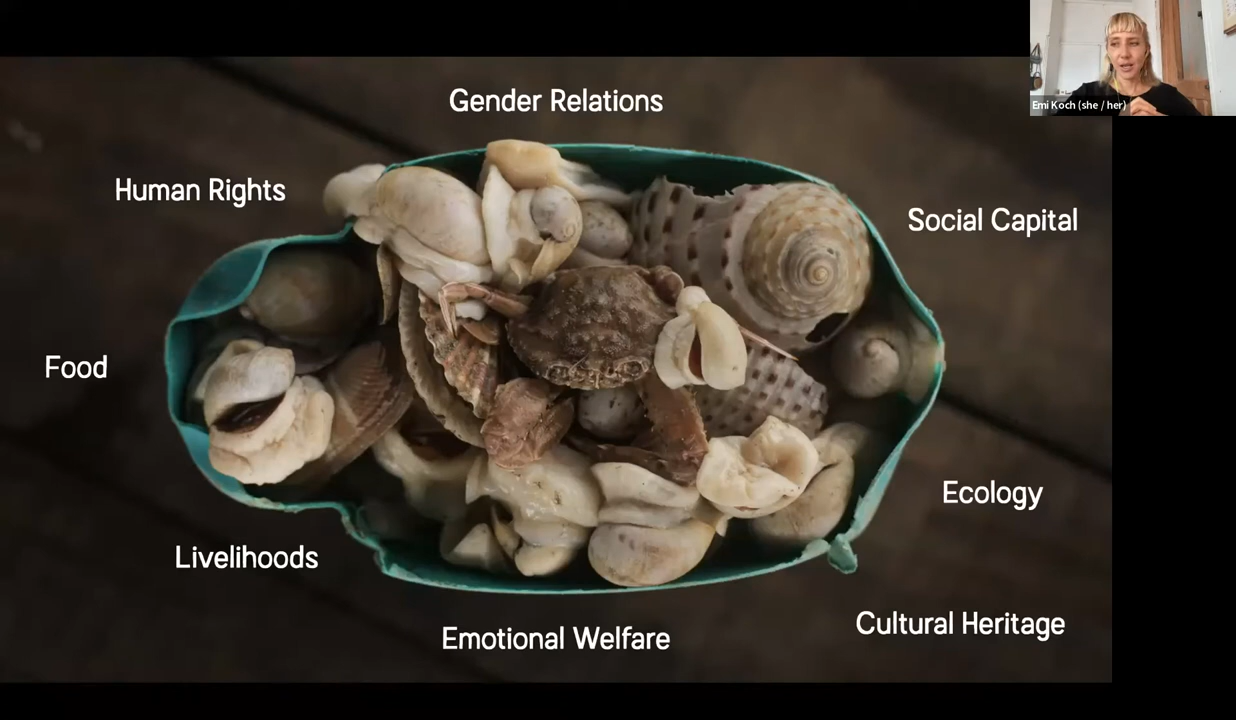 Emi Koch (she / her)
Gender Relations
Human Rights
Social Capital
Food
Ecology
Livelihoods
Cultural Heritage
Emotional Welfare